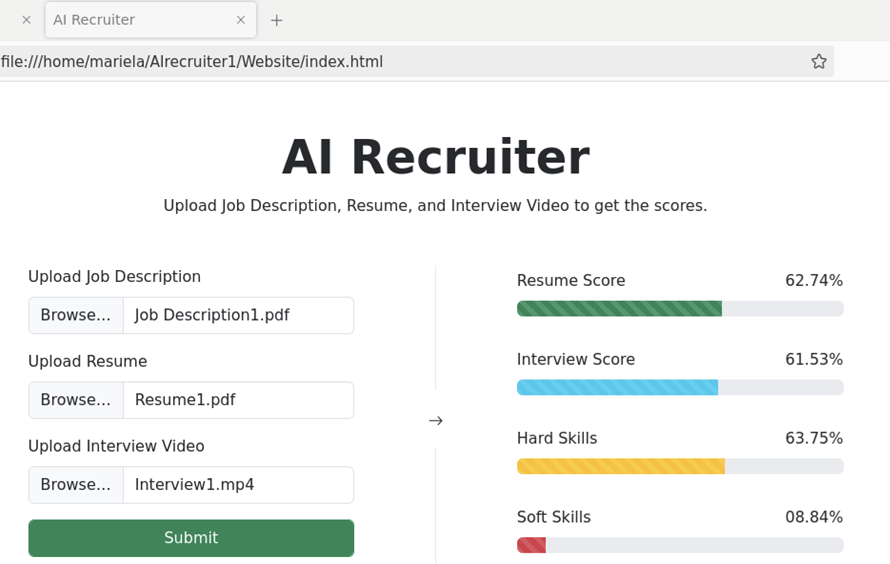 AI Recruiter
file:///home/mariela/AIrecruiter1/Website/index.html
AI Recruiter
Upload Job Description, Resume, and Interview Video to get the scores.
Upload Job Description
Browse... Job Description1.pdf
Upload Resume
Browse... Resume1.pdf
Upload Interview Video
Browse... Interview1.mp4
Submit
Resume Score 62.74%
Interview Score 61.53%
Hard Skills 63.75%
Soft Skills 08.84%